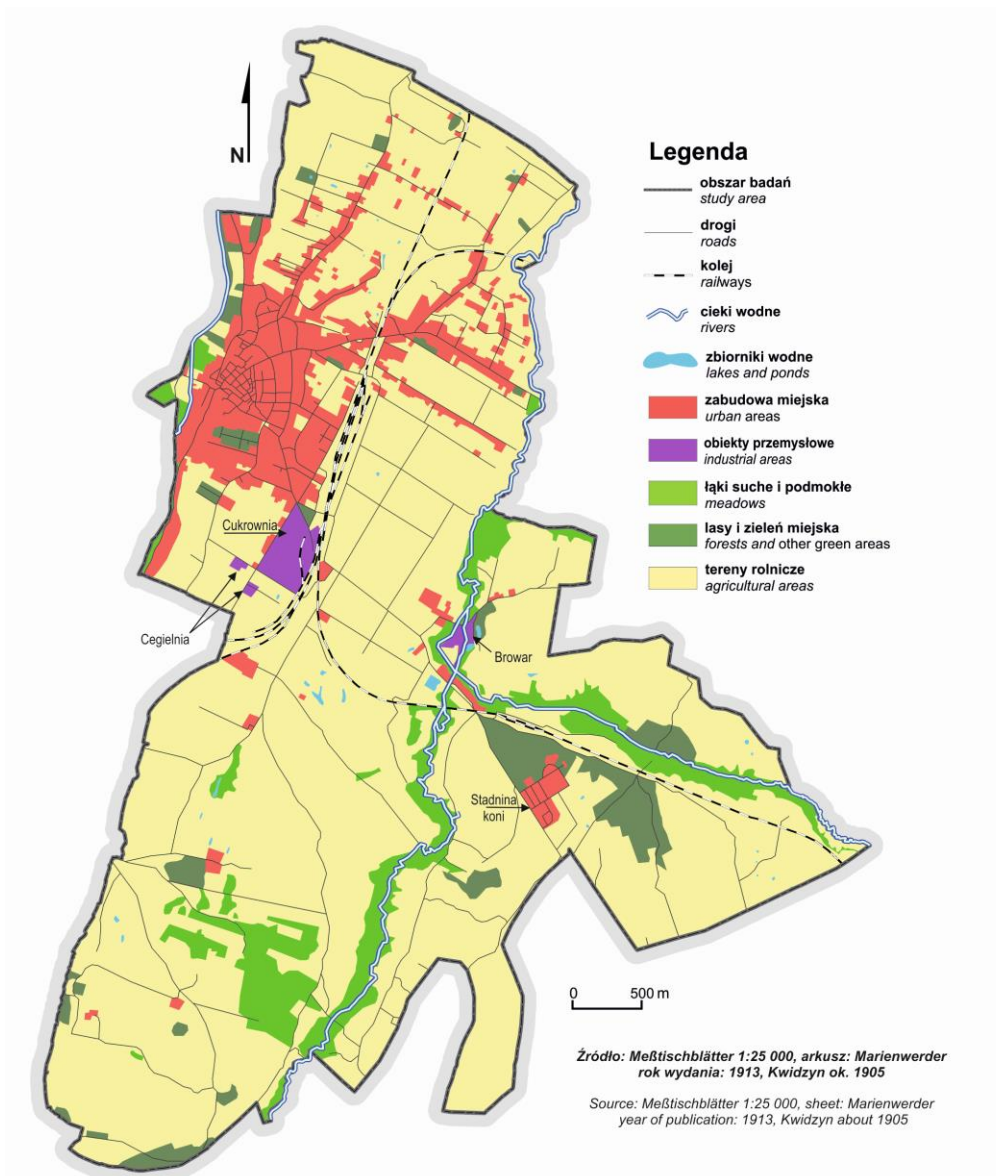 N
Legenda
obszar badań
study area
drogi
roads
kolej
railways
cieki wodne
rivers
zbiorniki wodne
lakes and ponds
zabudowa miejska
urban areas
obiekty przemysłowe
industrial areas
łąki suche i podmokłe
meadows
lasy i zieleń miejska
forests and other green areas
tereny rolnicze
agricultural areas
Cukrownia
Cegielnia
Browar
Stadnina
koni
0 500 m
Źródło: Meßtischblätter 1:25 000, arkusz: Marienwerder
rok wydania: 1913, Kwidzyn ok. 1905
Source: Meßtischblätter 1:25 000, sheet: Marienwerder
year of publication: 1913, Kwidzyn about 1905